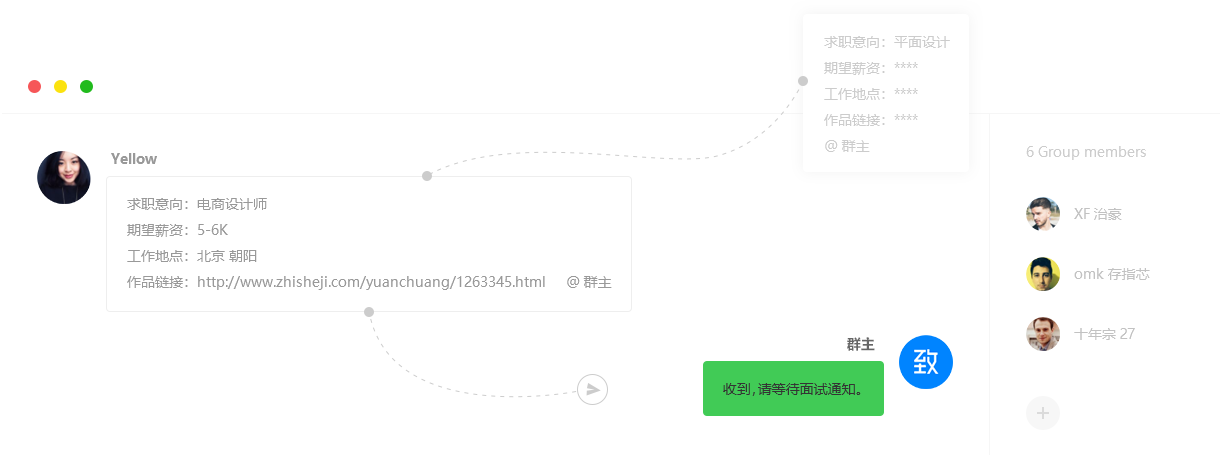 求职意向：平面设计
期望薪资：****
工作地点：****
作品链接：****
@ 群主
Yellow
求职意向：电商设计师
期望薪资：5-6K
工作地点：北京 朝阳
作品链接：http://www.zhisheji.com/yuanchuang/1263345.html @ 群主
群主
致
收到,请等待面试通知。
6 Group members
XF 治豪
omk 存指芯
十年宗 27